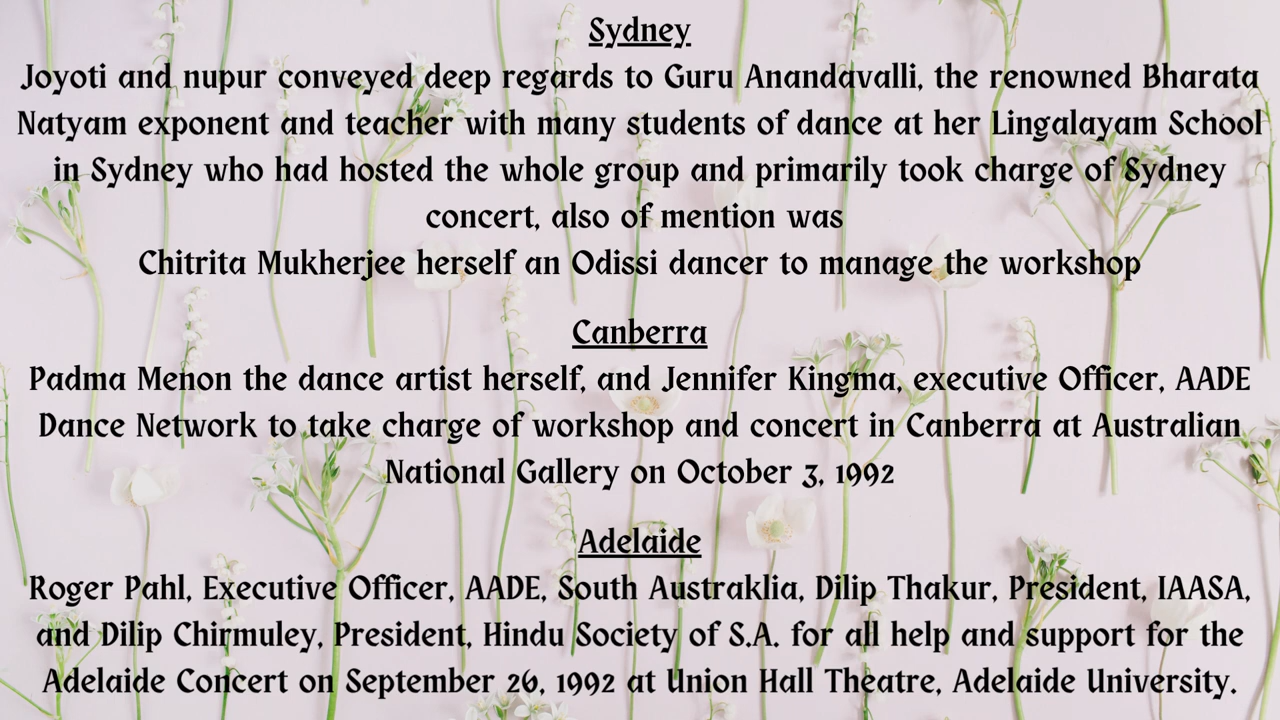 Sydney
Joyoti and nupur conveyed deep regards to Guru Anandavalli, the renowned Bharata
Natyam exponent and teacher with many students of dance at her Lingalayam School
in Sydney who had hosted the whole group and primarily took charge of Sydney
concert, also of mention was
Chitrita Mukherjee herself an Odissi dancer to manage the workshop
Canberra
Padma Menon the dance artist herself, and Jennifer Kingma, executive Officer, AADE
Dance Network to take charge of workshop and concert in Canberra at Australian
National Gallery on October 3, 1992
Adelaide
Roger Pahl, Executive Officer, AADE, South Austraklia, Dilip Thakur, President, IAASA,
and Dilip Chirmuley, President, Hindu Society of S.A. for all help and support for the
Adelaide Concert on September 26, 1992 at Union Hall Theatre, Adelaide University.